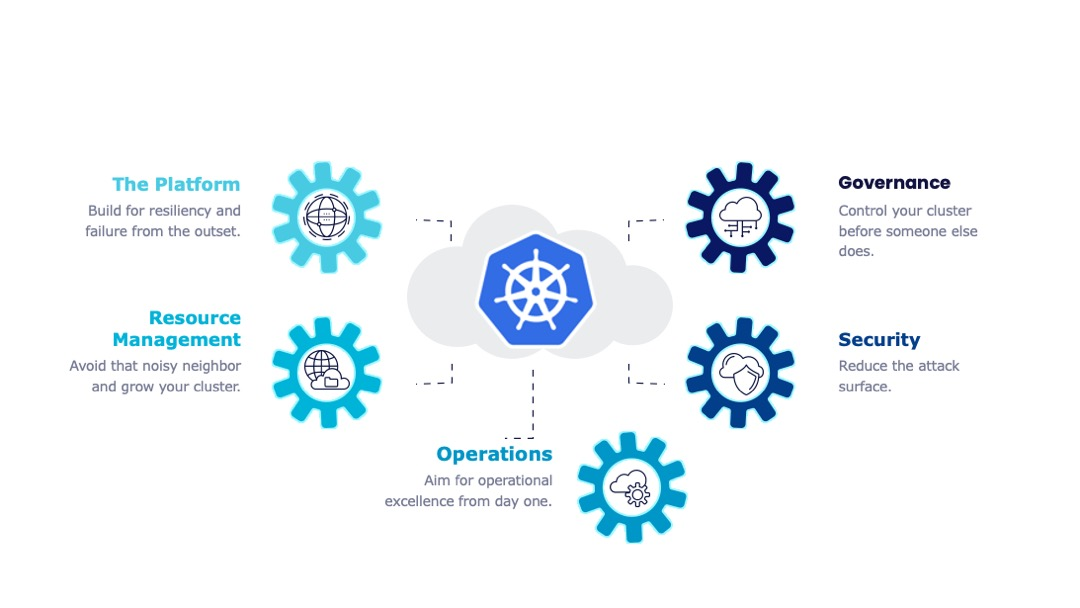 The Platform
Build for resiliency and
failure from the outset.
Governance
Control your cluster
before someone else
does.
Resource
Management
Avoid that noisy neighbor
and grow your cluster.
Security
Reduce the attack
surface.
Operations
Aim for operational
excellence from day one.